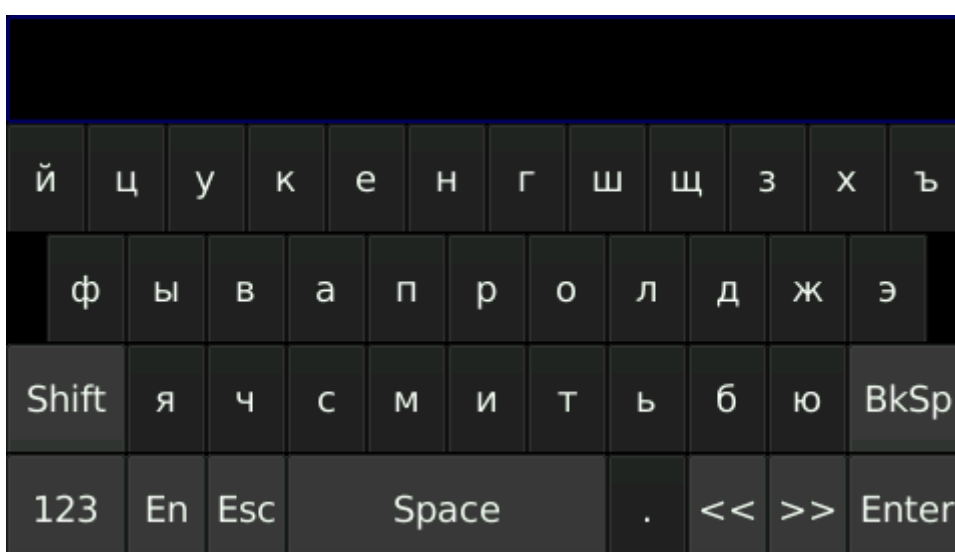 й ц у к е н г ш щ з х ъ
ф ы в а п р о л д ж э
Shift я ч с м и т ь б ю BkSp
123 En Esc Space . << >> Enter